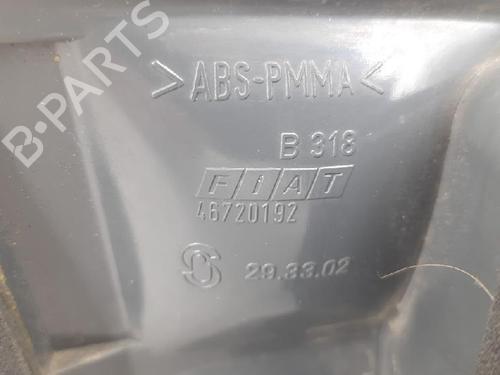 >ABS-PMMA<
B 318
FIAT
46720192
29.33.02
B-PARTS